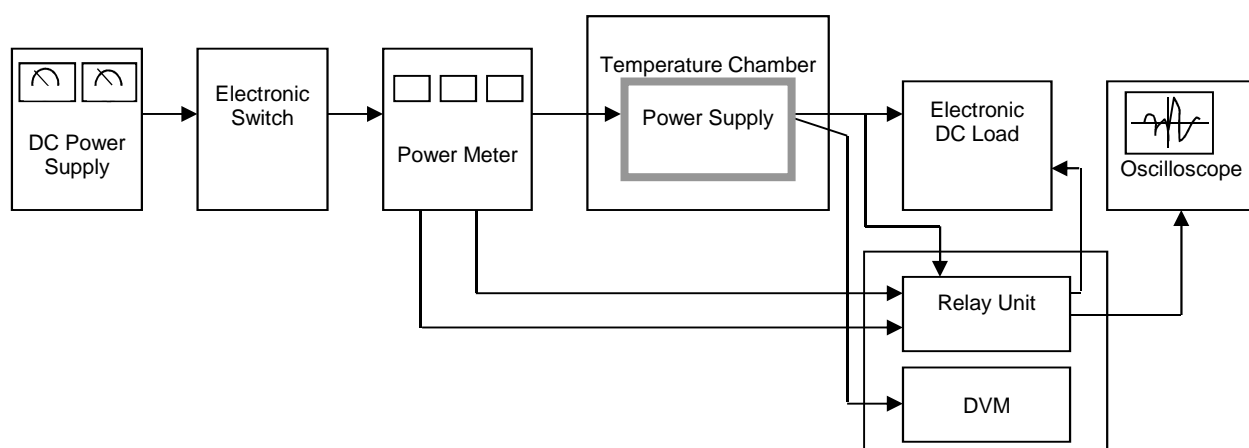 DC Power
Supply
Electronic
Switch
Power Meter
Temperature Chamber
Power Supply
Electronic
DC Load
Oscilloscope
Relay Unit
DVM